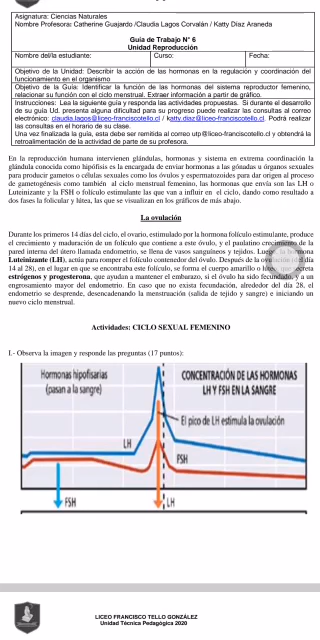 Asignatura: Ciencias Naturales
Nombre Profesora: Catherine Guajardo /Claudia Lagos Corvalán / Katty Díaz Araneda
Guía de Trabajo N° 6
Unidad Reproducción
Nombre del/la estudiante: Curso: Fecha:
Objetivo de la Unidad: Describir la acción de las hormonas en la regulación y coordinación del
funcionamiento en el organismo
Objetivo de la Guía: Identificar la función de las hormonas del sistema reproductor femenino,
relacionar su función con el ciclo menstrual. Extraer información a partir de gráfico.
Instrucciones: Lea la siguiente guía y responda las actividades propuestas. Si durante el desarrollo
de su guía Ud. presenta alguna dificultad para su progreso puede realizar las consultas al correo
electrónico: claudia.lagos@liceo-franciscotello.cl / kattty.diaz@liceo-franciscotello.cl. Podrá realizar
las consultas en el horario de su clase.
Una vez finalizada la guía, esta debe ser remitida al correo utp@liceo-franciscotello.cl y obtendrá la
retroalimentación de la actividad de parte de su profesora.
En la reproducción humana intervienen glándulas, hormonas y sistema en extrema coordinación la
glándula conocida como hipófisis es la encargada de enviar hormonas a las gónadas u órganos sexuales
para producir gametos o células sexuales como los óvulos y espermatozoides para dar origen al proceso
de gametogénesis como también al ciclo menstrual femenino, las hormonas que envía son las LH o
Luteinizante y la FSH o folículo estimulante las que van a influir en el ciclo, dando como resultado a
dos fases la folicular y lútea, las que se visualizan en los gráficos de más abajo.
La ovulación
Durante los primeros 14 días del ciclo, el ovario, estimulado por la hormona folículo estimulante, produce
el crecimiento y maduración de un folículo que contiene a este óvulo, y el paulatino crecimiento de la
pared interna del útero llamada endometrio, se llena de vasos sanguíneos y tejidos. Luego la hormona
Luteinizante (LH), actúa para romper el folículo contenedor del óvulo. Después de la ovulación (del día
14 al 28), en el lugar en que se encontraba este folículo, se forma el cuerpo amarillo o lúteo que secreta
estrógenos y progesterona, que ayudan a mantener el embarazo, si el óvulo ha sido fecundado, y a un
engrosamiento mayor del endometrio. En caso que no exista fecundación, alrededor del día 28, el
endometrio se desprende, desencadenando la menstruación (salida de tejido y sangre) e iniciando un
nuevo ciclo menstrual.
Actividades: CICLO SEXUAL FEMENINO
I.- Observa la imagen y responde las preguntas (17 puntos):
Hormonas hipofisarias
(pasan a la sangre)
CONCENTRACIÓN DE LAS HORMONAS
LH Y FSH EN LA SANGRE
El pico de LH estimula la ovulación
LH
FSH
FSH
LH
LICEO FRANCISCO TELLO GONZÁLEZ
Unidad Técnica Pedagógica 2020